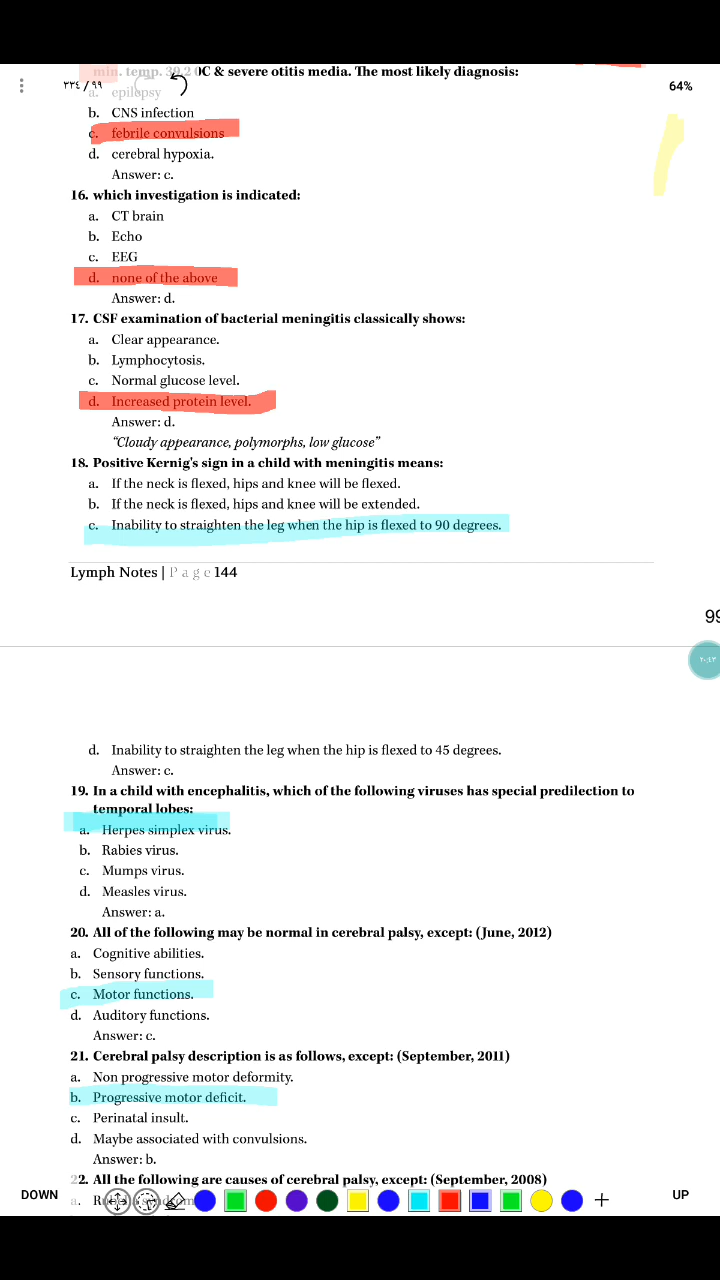 min. temp. 39.2 0C & severe otitis media. The most likely diagnosis:
٣٣٤ / ٩٩
64%
a. epilepsy
b. CNS infection
c. febrile convulsions
d. cerebral hypoxia.
Answer: c.
16. which investigation is indicated:
a. CT brain
b. Echo
c. EEG
d. none of the above
Answer: d.
17. CSF examination of bacterial meningitis classically shows:
a. Clear appearance.
b. Lymphocytosis.
c. Normal glucose level.
d. Increased protein level.
Answer: d.
"Cloudy appearance, polymorphs, low glucose"
18. Positive Kernig's sign in a child with meningitis means:
a. If the neck is flexed, hips and knee will be flexed.
b. If the neck is flexed, hips and knee will be extended.
c. Inability to straighten the leg when the hip is flexed to 90 degrees.
Lymph Notes | Page 144
99
٢٠:٤٣
d. Inability to straighten the leg when the hip is flexed to 45 degrees.
Answer: c.
19. In a child with encephalitis, which of the following viruses has special predilection to
temporal lobes:
a. Herpes simplex virus.
b. Rabies virus.
c. Mumps virus.
d. Measles virus.
Answer: a.
20. All of the following may be normal in cerebral palsy, except: (June, 2012)
a. Cognitive abilities.
b. Sensory functions.
c. Motor functions.
d. Auditory functions.
Answer: c.
21. Cerebral palsy description is as follows, except: (September, 2011)
a. Non progressive motor deformity.
b. Progressive motor deficit.
c. Perinatal insult.
d. Maybe associated with convulsions.
Answer: b.
22. All the following are causes of cerebral palsy, except: (September, 2008)
DOWN
a. Rubella syndrom
UP